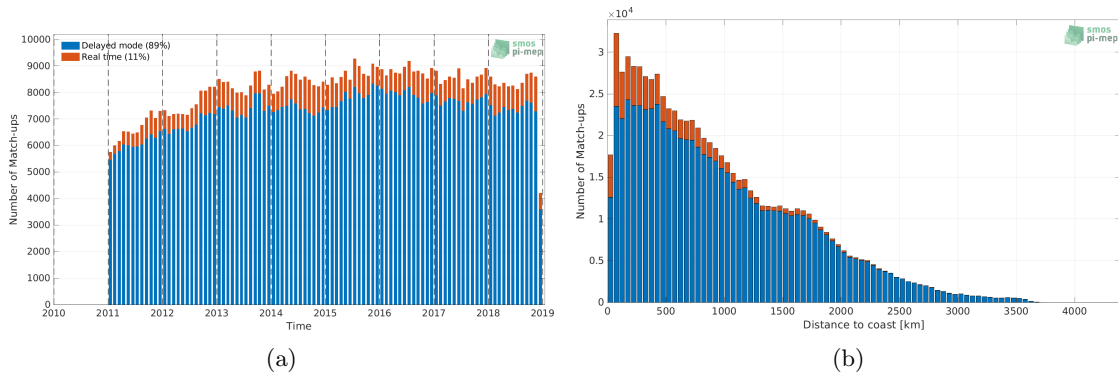 Delayed mode (89%)
Real time (11%)
smos
pi-mep
10000
9000
8000
7000
6000
5000
4000
3000
2000
1000
0
Number of Match-ups
2010 2011 2012 2013 2014 2015 2016 2017 2018 2019
Time
(a)
×10⁴
smos
pi-mep
3
2.5
2
1.5
1
0.5
0
Number of Match-ups
0 500 1000 1500 2000 2500 3000 3500 4000
Distance to coast [km]
(b)